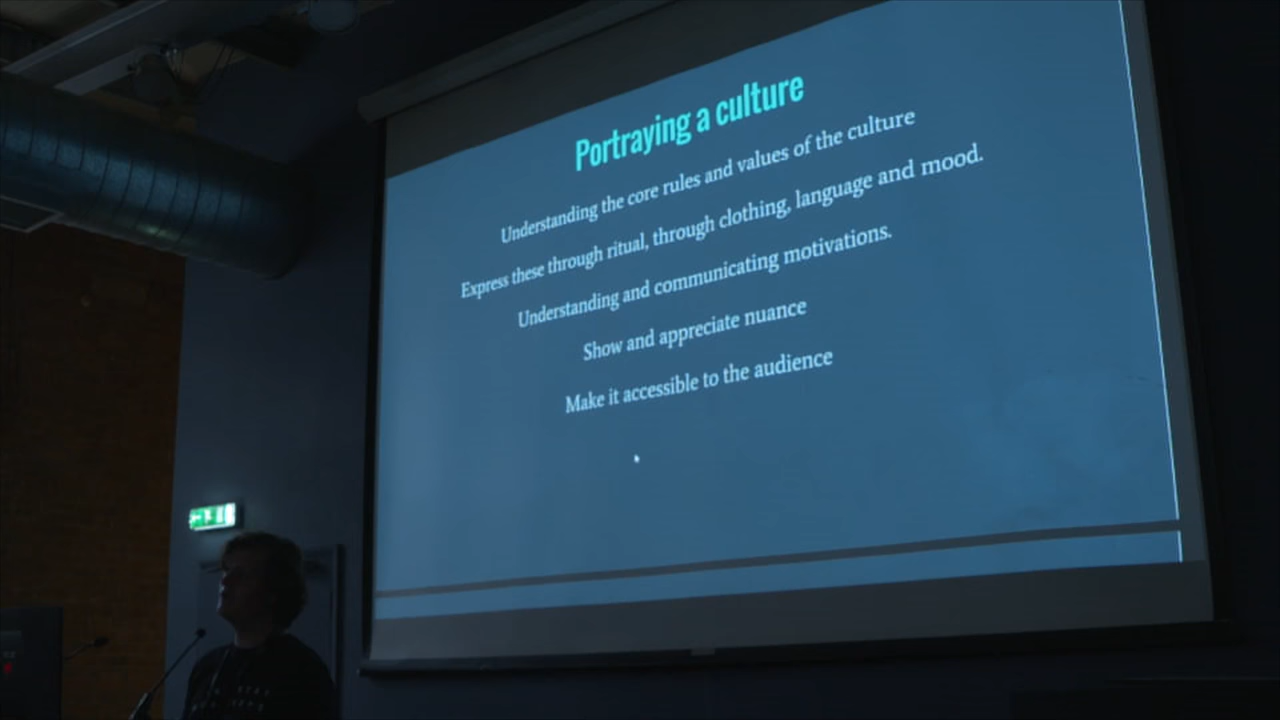 Portraying a culture
Understanding the core rules and values of the culture
Express these through ritual, through clothing, language and mood.
Understanding and communicating motivations.
Show and appreciate nuance
Make it accessible to the audience